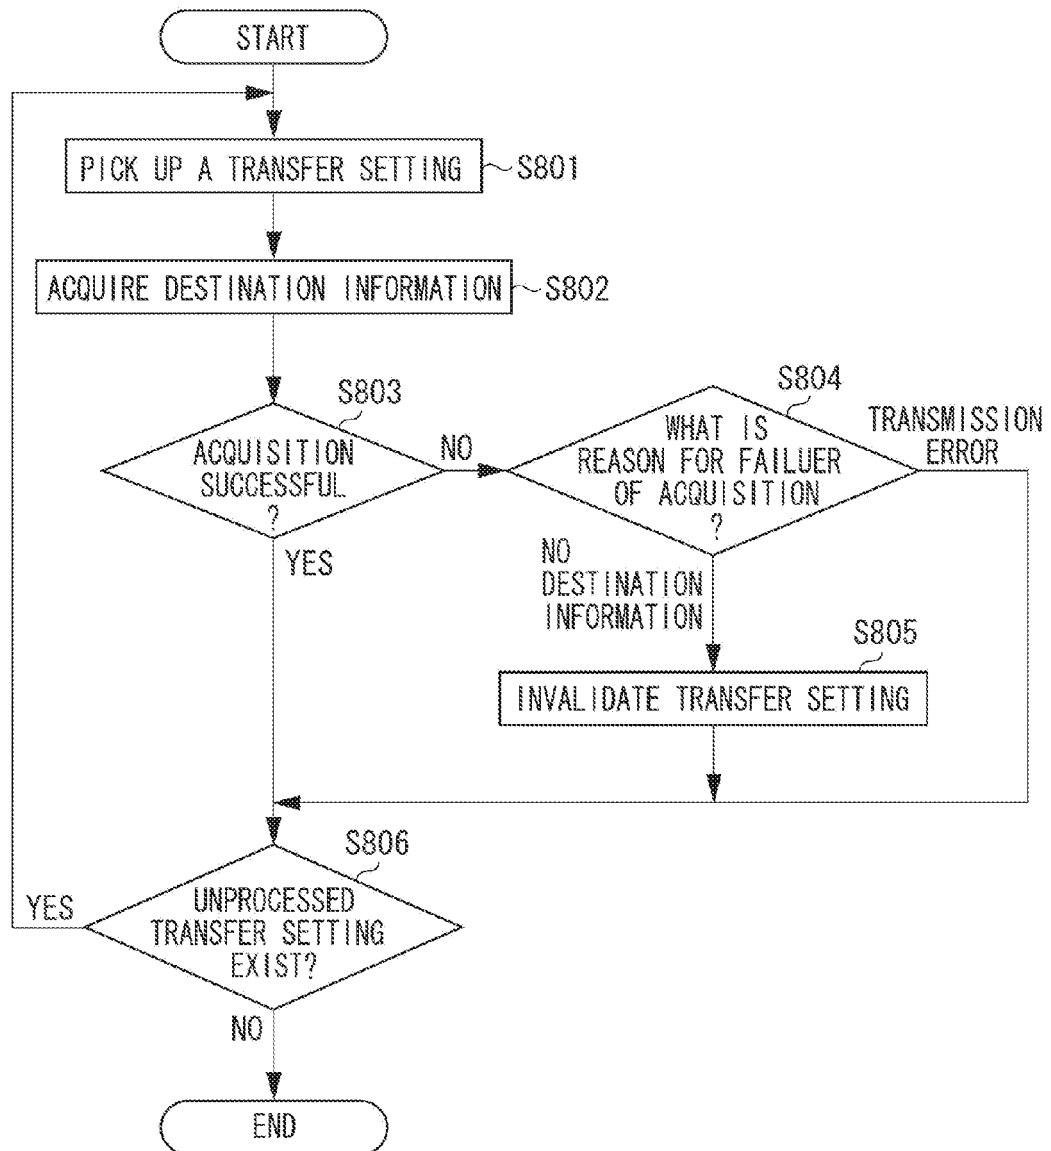 START
PICK UP A TRANSFER SETTING
S801
ACQUIRE DESTINATION INFORMATION
S802
S803
ACQUISITION
SUCCESSFUL
?
NO
YES
S804
WHAT IS
REASON FOR FAILUER
OF ACQUISITION
?
TRANSMISSION
ERROR
NO
DESTINATION
INFORMATION
S805
INVALIDATE TRANSFER SETTING
S806
UNPROCESSED
TRANSFER SETTING
EXIST?
YES
NO
END